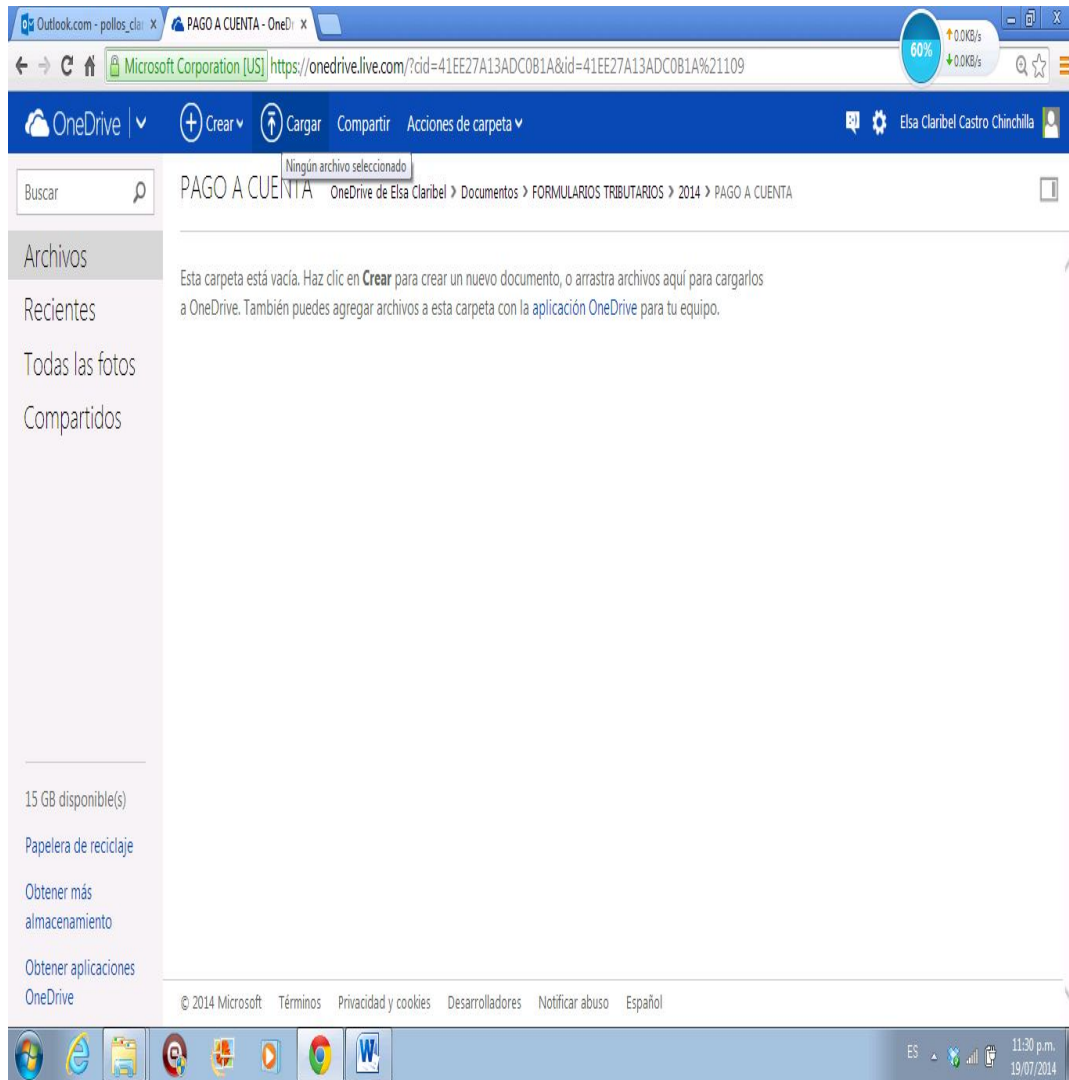 Outlook.com - pollos_cla
PAGO A CUENTA - OneDr
Microsoft Corporation [US] https://onedrive.live.com/?cid=41EE27A13ADC0B1A&id=41EE27A13ADC0B1A%21109
60%
0.0KB/s
0.0KB/s
OneDrive
Crear
Cargar
Compartir
Acciones de carpeta
Elsa Claribel Castro Chinchilla
Ningún archivo seleccionado
Buscar
PAGO A CUENTA
OneDrive de Elsa Claribel > Documentos > FORMULARIOS TRIBUTARIOS > 2014 > PAGO A CUENTA
Archivos
Recientes
Todas las fotos
Compartidos
Esta carpeta está vacía. Haz clic en Crear para crear un nuevo documento, o arrastra archivos aquí para cargarlos
a OneDrive. También puedes agregar archivos a esta carpeta con la aplicación OneDrive para tu equipo.
15 GB disponible(s)
Papelera de reciclaje
Obtener más
almacenamiento
Obtener aplicaciones
OneDrive
© 2014 Microsoft Términos Privacidad y cookies Desarrolladores Notificar abuso Español
ES
11:30 p.m.
19/07/2014